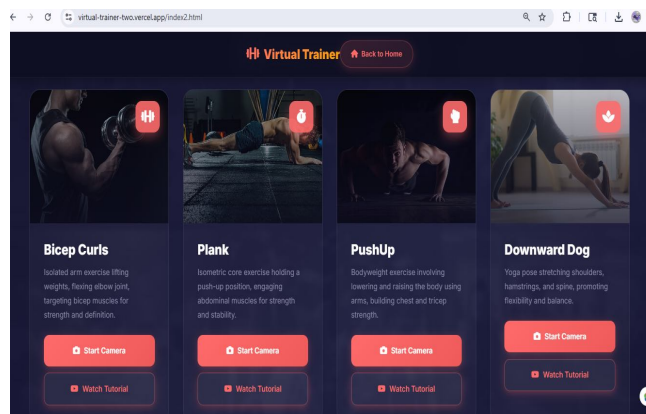 virtual-trainer-two.vercel.app/index2.html
Virtual Trainer
Back to Home
Bicep Curls
Isolated arm exercise lifting
weights, flexing elbow joint,
targeting bicep muscles for
strength and definition.
Start Camera
Watch Tutorial
Plank
Isometric core exercise holding a
push-up position, engaging
abdominal muscles for strength
and stability.
Start Camera
Watch Tutorial
PushUp
Bodyweight exercise involving
lowering and raising the body using
arms, building chest and tricep
strength.
Start Camera
Watch Tutorial
Downward Dog
Yoga pose stretching shoulders,
hamstrings, and spine, promoting
flexibility and balance.
Start Camera
Watch Tutorial